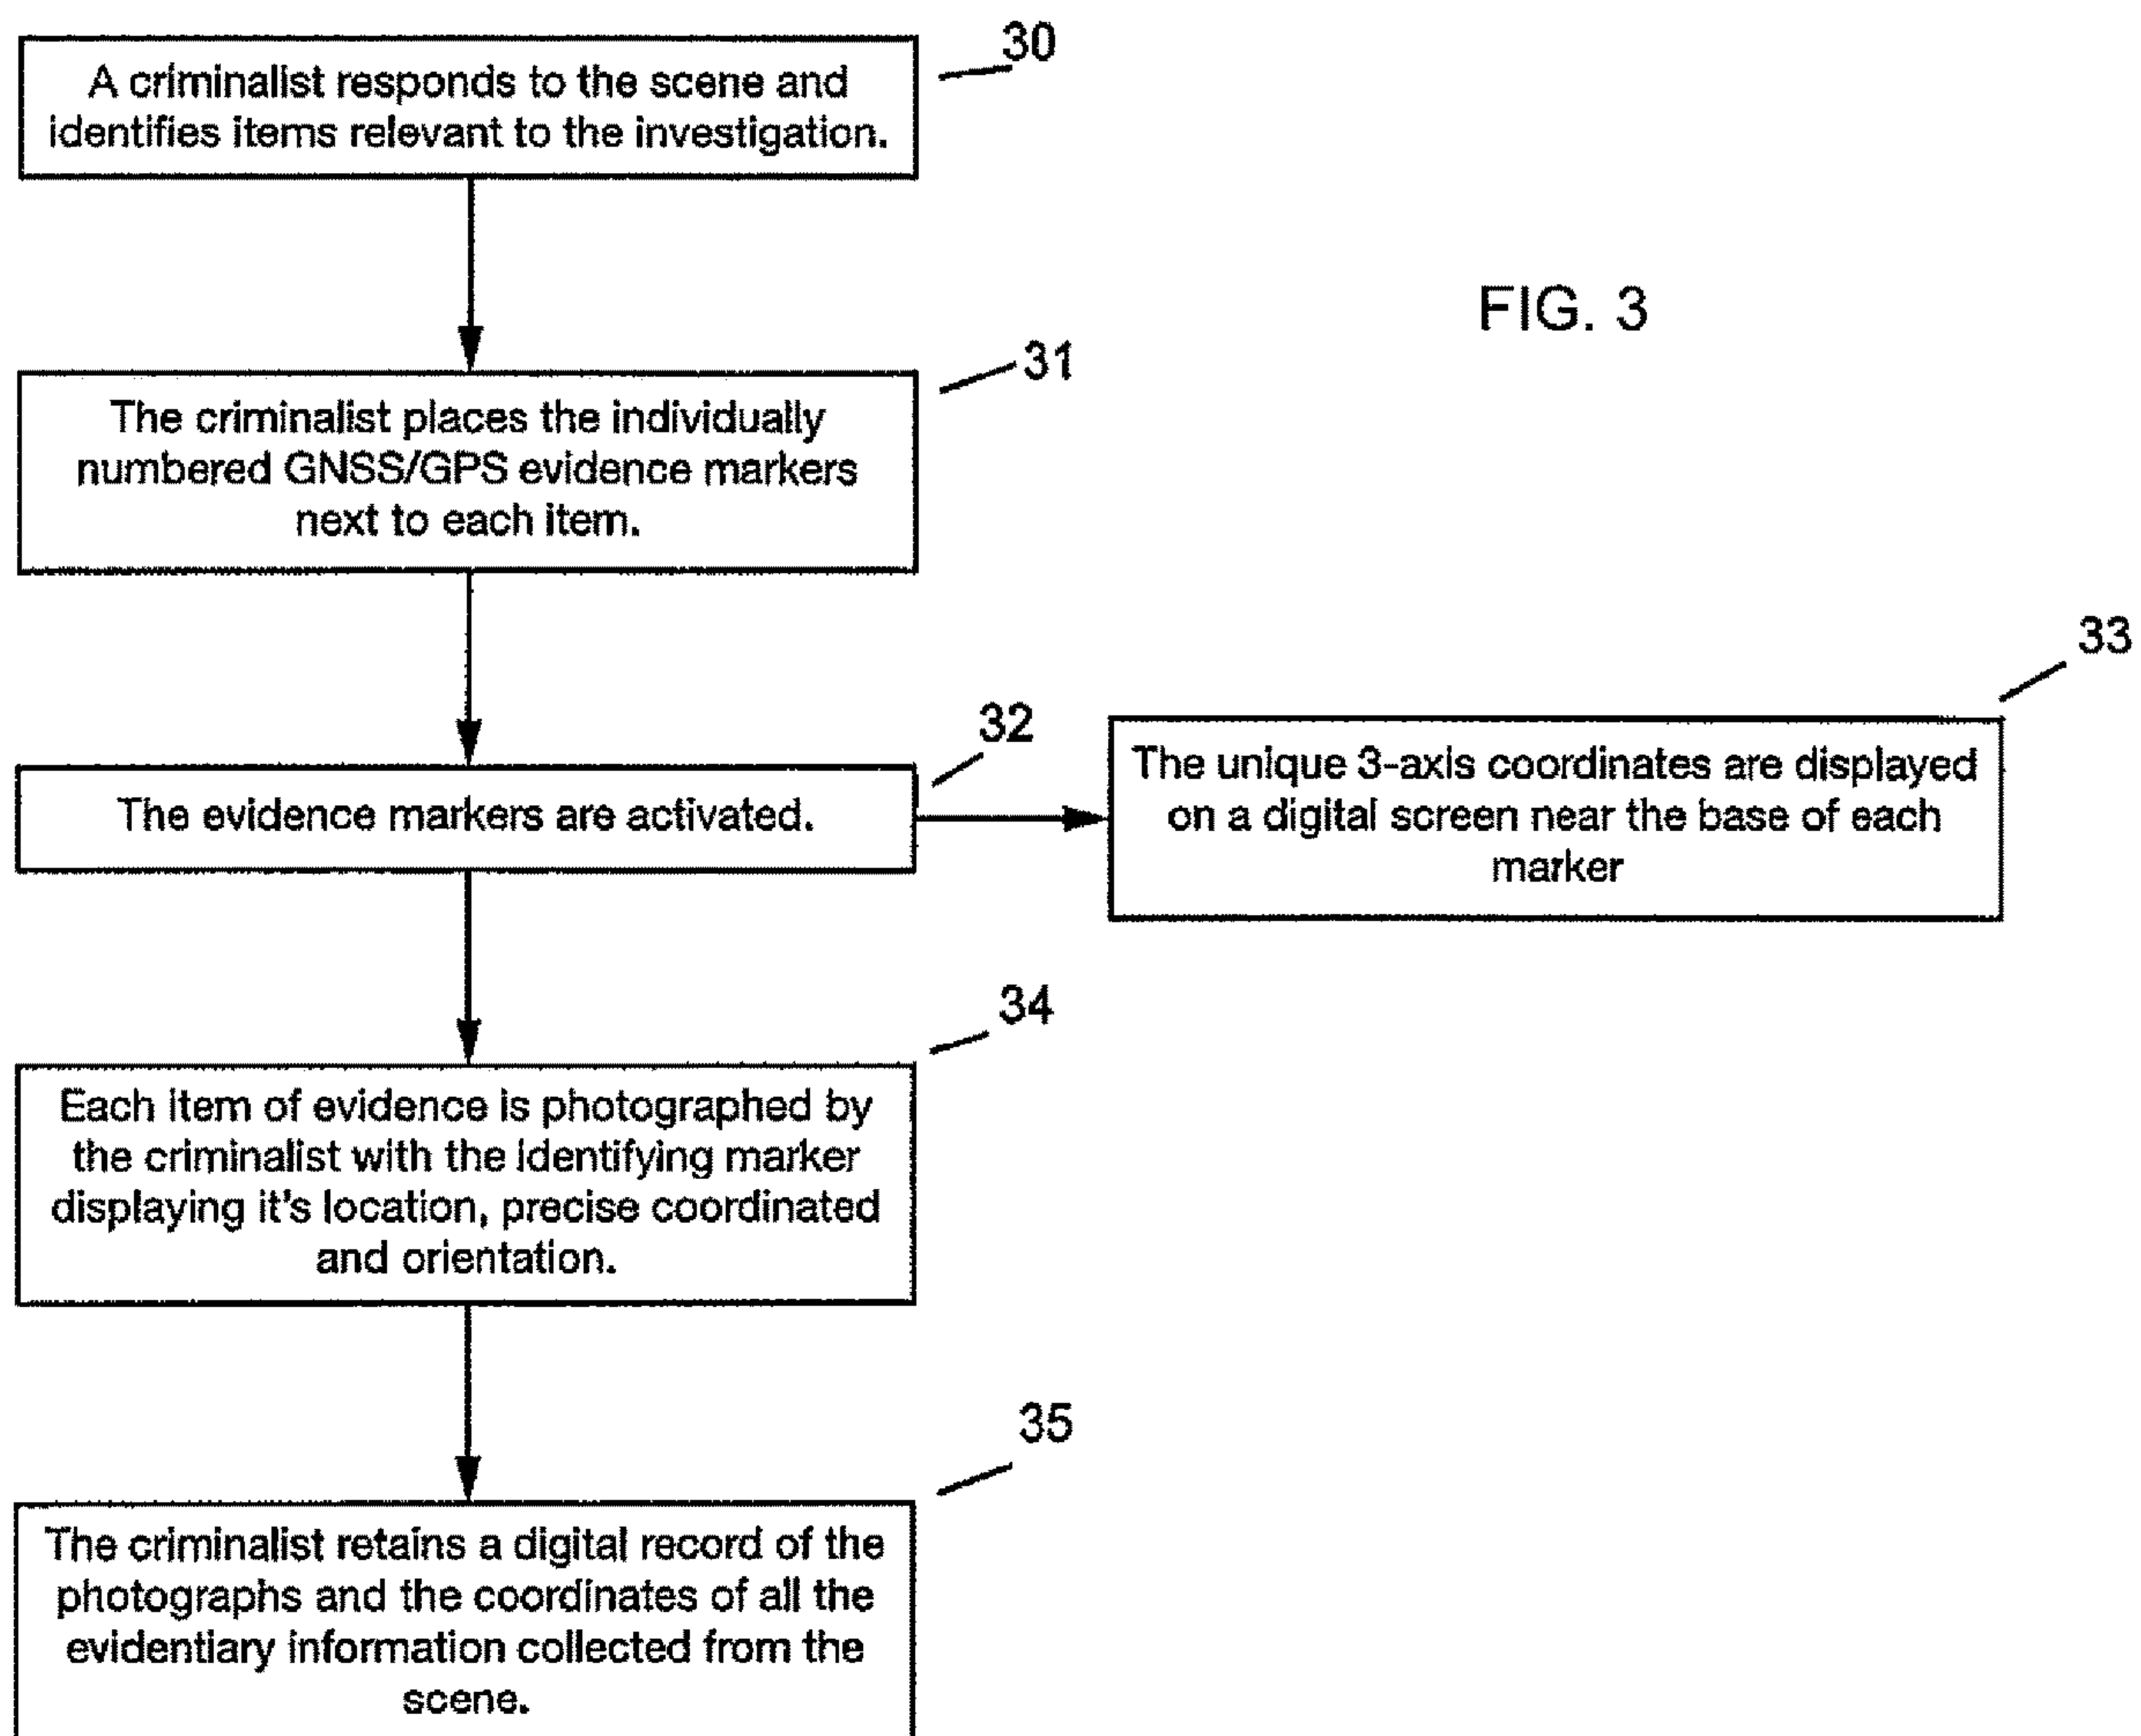 30
A criminalist responds to the scene and
identifies items relevant to the investigation.
FIG. 3
31
The criminalist places the individually
numbered GNSS/GPS evidence markers
next to each item.
32
The evidence markers are activated.
33
The unique 3-axis coordinates are displayed
on a digital screen near the base of each
marker
34
Each item of evidence is photographed by
the criminalist with the identifying marker
displaying it's location, precise coordinated
and orientation.
35
The criminalist retains a digital record of the
photographs and the coordinates of all the
evidentiary information collected from the
scene.